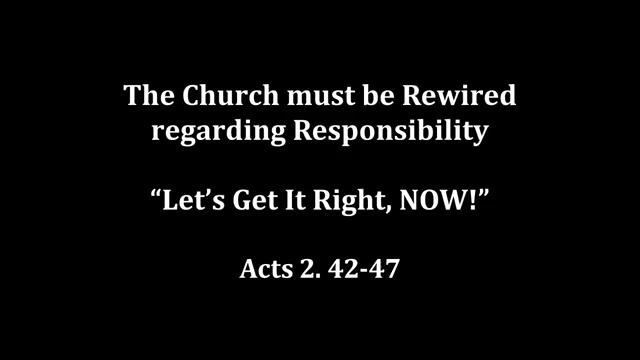 The Church must be Rewired
regarding Responsibility
“Let’s Get It Right, NOW!”
Acts 2. 42-47